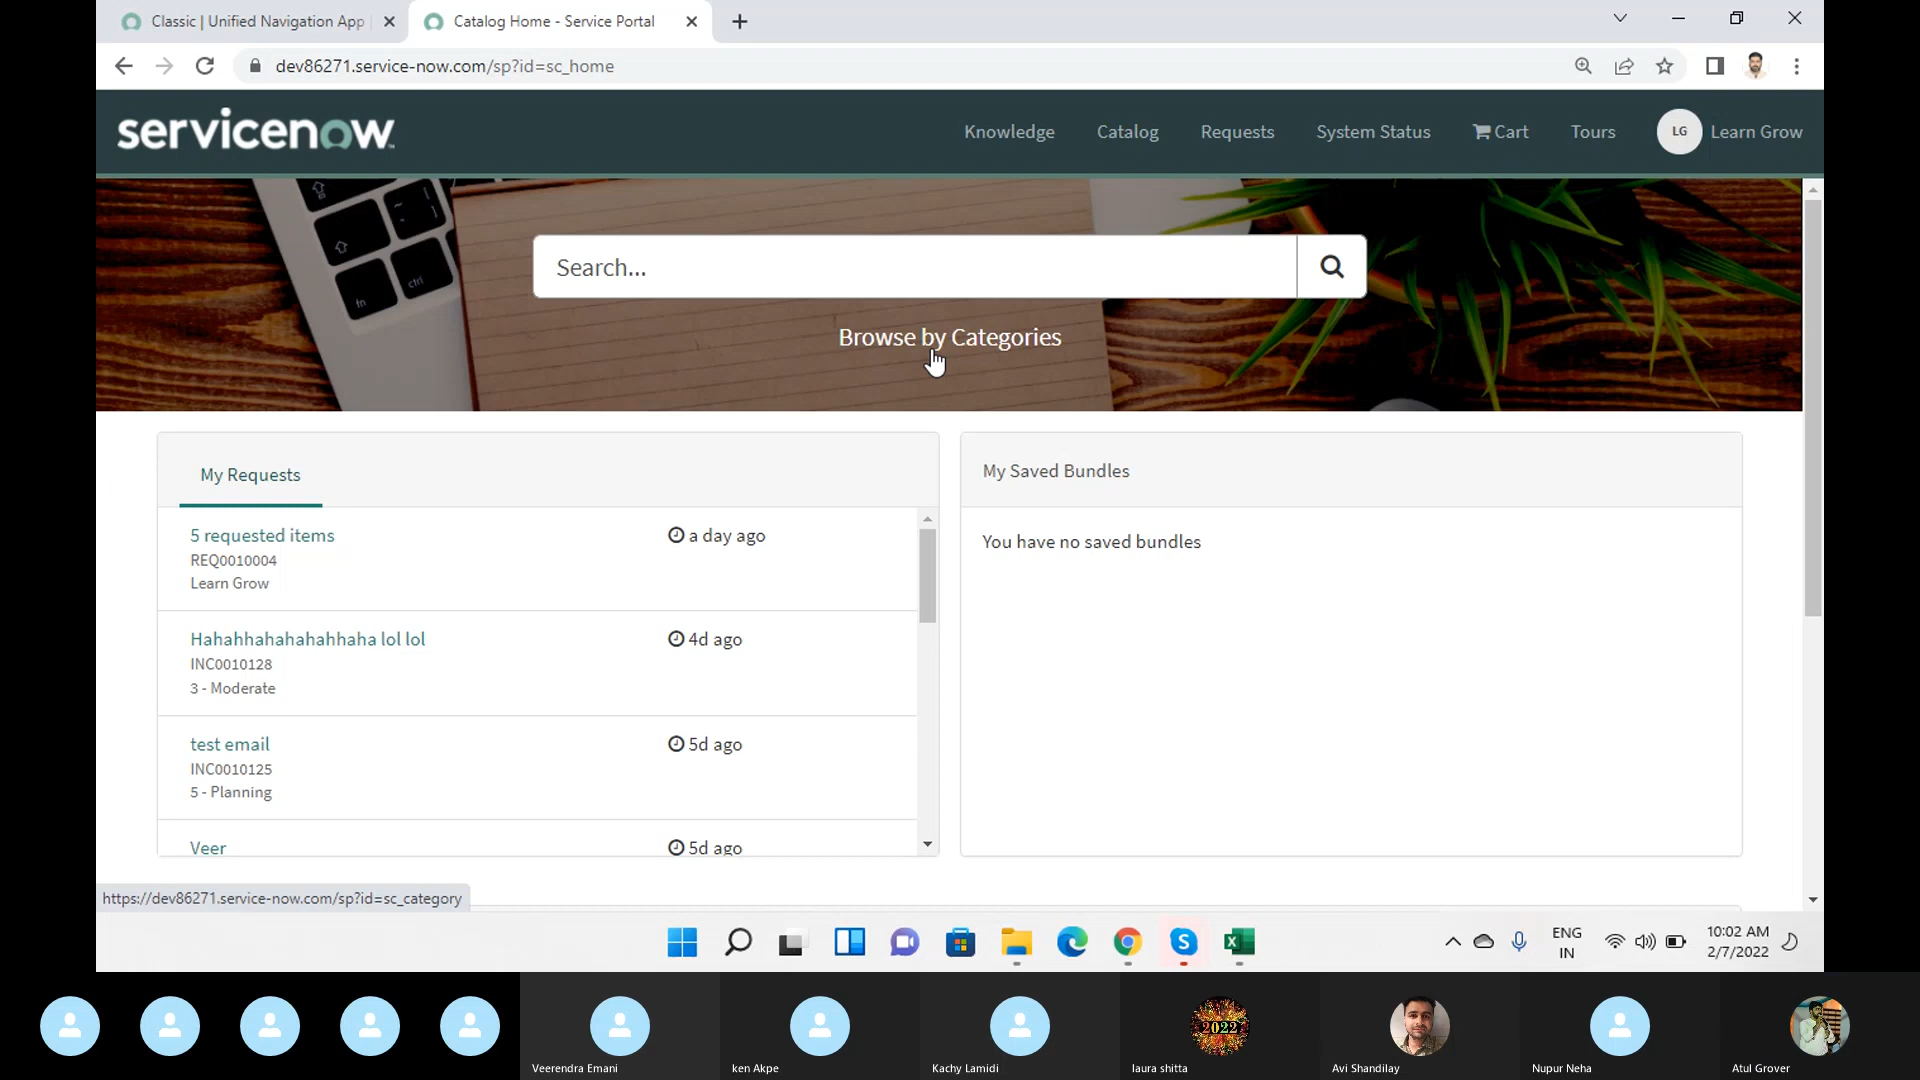 Classic | Unified Navigation App
Catalog Home - Service Portal
dev86271.service-now.com/sp?id=sc_home
servicenow
Knowledge
Catalog
Requests
System Status
Cart
Tours
LG
Learn Grow
Search...
Browse by Categories
fn
ctrl
My Requests
5 requested items
a day ago
REQ0010004
Learn Grow
Hahahhahahahahhaha lol lol
4d ago
INC0010128
3 - Moderate
test email
5d ago
INC0010125
5 - Planning
Veer
5d ago
My Saved Bundles
You have no saved bundles
https://dev86271.service-now.com/sp?id=sc_category
ENG
IN
10:02 AM
2/7/2022
2022
Veerendra Emani
ken Akpe
Kachy Lamidi
laura shitta
Avi Shandilay
Nupur Neha
Atul Grover